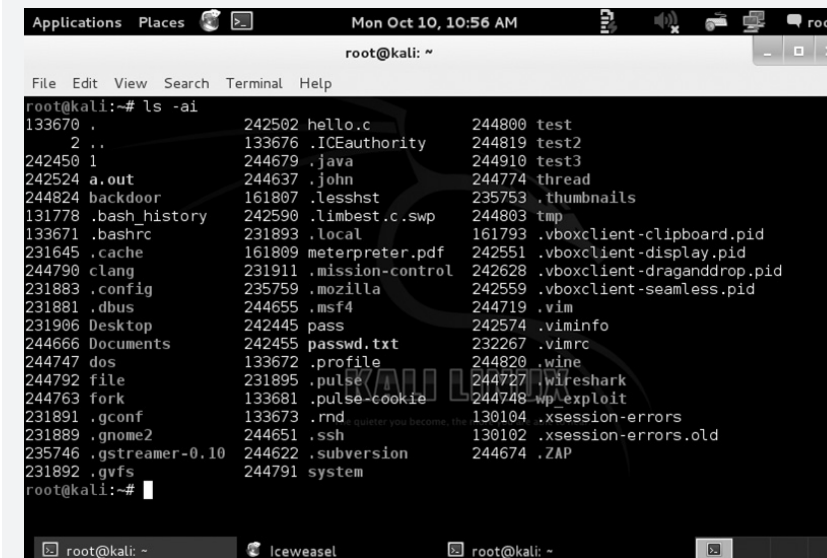 Applications Places Mon Oct 10, 10:56 AM
root@kali: ~
File Edit View Search Terminal Help
root@kali:~# ls -ai
133670 . 242502 hello.c 244800 test
2 .. 133676 .ICEauthority 244819 test2
242450 1 244679 .java 244910 test3
242524 a.out 244637 .john 244774 thread
244824 backdoor 161807 .lesshst 235753 .thumbnails
131778 .bash_history 242590 .limbest.c.swp 244803 tmp
133671 .bashrc 231893 .local 161793 .vboxclient-clipboard.pid
231645 .cache 161809 meterpreter.pdf 242551 .vboxclient-display.pid
244790 clang 231911 .mission-control 242628 .vboxclient-draganddrop.pid
231883 .config 235759 .mozilla 242559 .vboxclient-seamless.pid
231881 .dbus 244655 .msf4 244719 .vim
231906 Desktop 242445 pass 242574 .viminfo
244666 Documents 242455 passwd.txt 232267 .vimrc
244747 dos 133672 .profile 244820 .wine
244792 file 231895 .pulse 244727 .wireshark
244763 fork 133681 .pulse-cookie 244748 wp_exploit
231891 .gconf 133673 .rnd 130104 .xsession-errors
231889 .gnome2 244651 .ssh 130102 .xsession-errors.old
235746 .gstreamer-0.10 244622 .subversion 244674 .ZAP
231892 .gvfs 244791 system
root@kali:~#
KALI LINUX
quieter you become, the
root@kali: ~ Iceweasel root@kali: ~